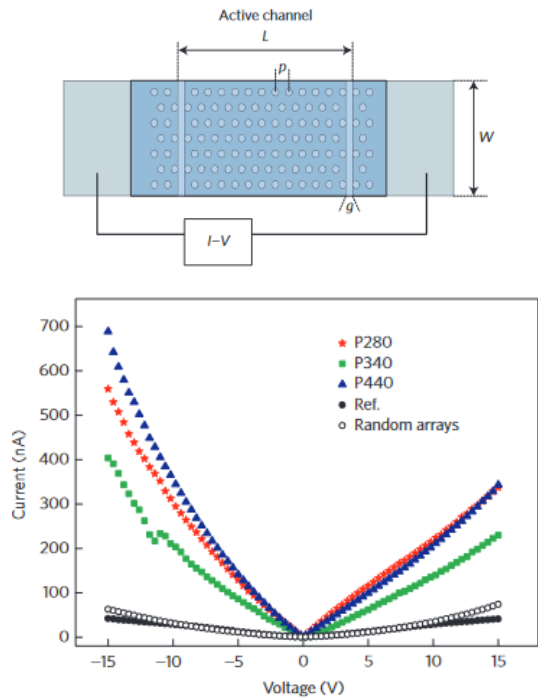 Active channel
L
p
W
g
I–V
700
600
500
400
300
200
100
0
Current (nA)
P280
P340
P440
Ref.
Random arrays
−15 −10 −5 0 5 10 15
Voltage (V)